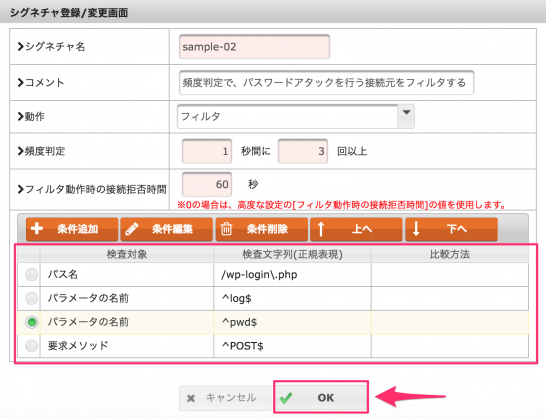 シグネチャ登録/変更画面
シグネチャ名 sample-02
コメント 頻度判定で、パスワードアタックを行う接続元をフィルタする
動作 フィルタ
頻度判定 1 秒間に 3 回以上
フィルタ動作時の接続拒否時間 60 秒
※0の場合は、高度な設定の[フィルタ動作時の接続拒否時間]の値を使用します。
条件追加 条件編集 条件削除 上へ 下へ
検査対象 検査文字列(正規表現) 比較方法
パス名 /wp-login\.php
パラメータの名前 ^log$
パラメータの名前 ^pwd$
要求メソッド ^POST$
キャンセル OK